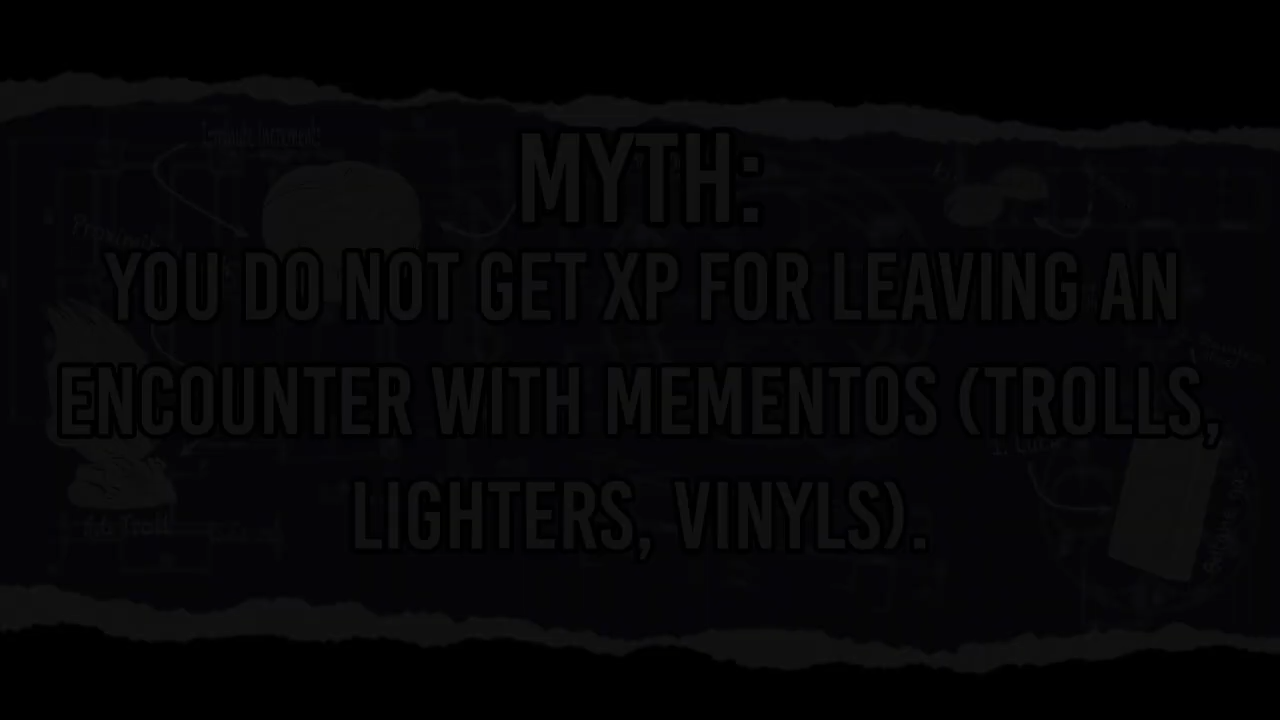 MYTH:
YOU DO NOT GET XP FOR LEAVING AN
ENCOUNTER WITH MEMENTOS (TROLLS,
LIGHTERS, VINYLS).